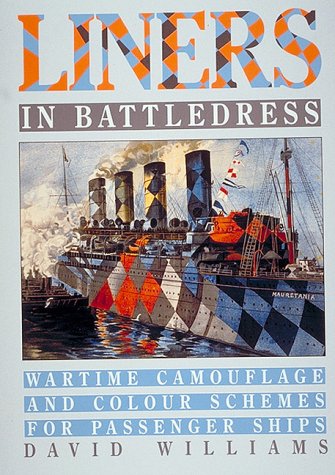 LINERS
IN BATTLEDRESS
MAURETANIA
WARTIME CAMOUFLAGE
AND COLOUR SCHEMES
FOR PASSENGER SHIPS
DAVID WILLIAMS